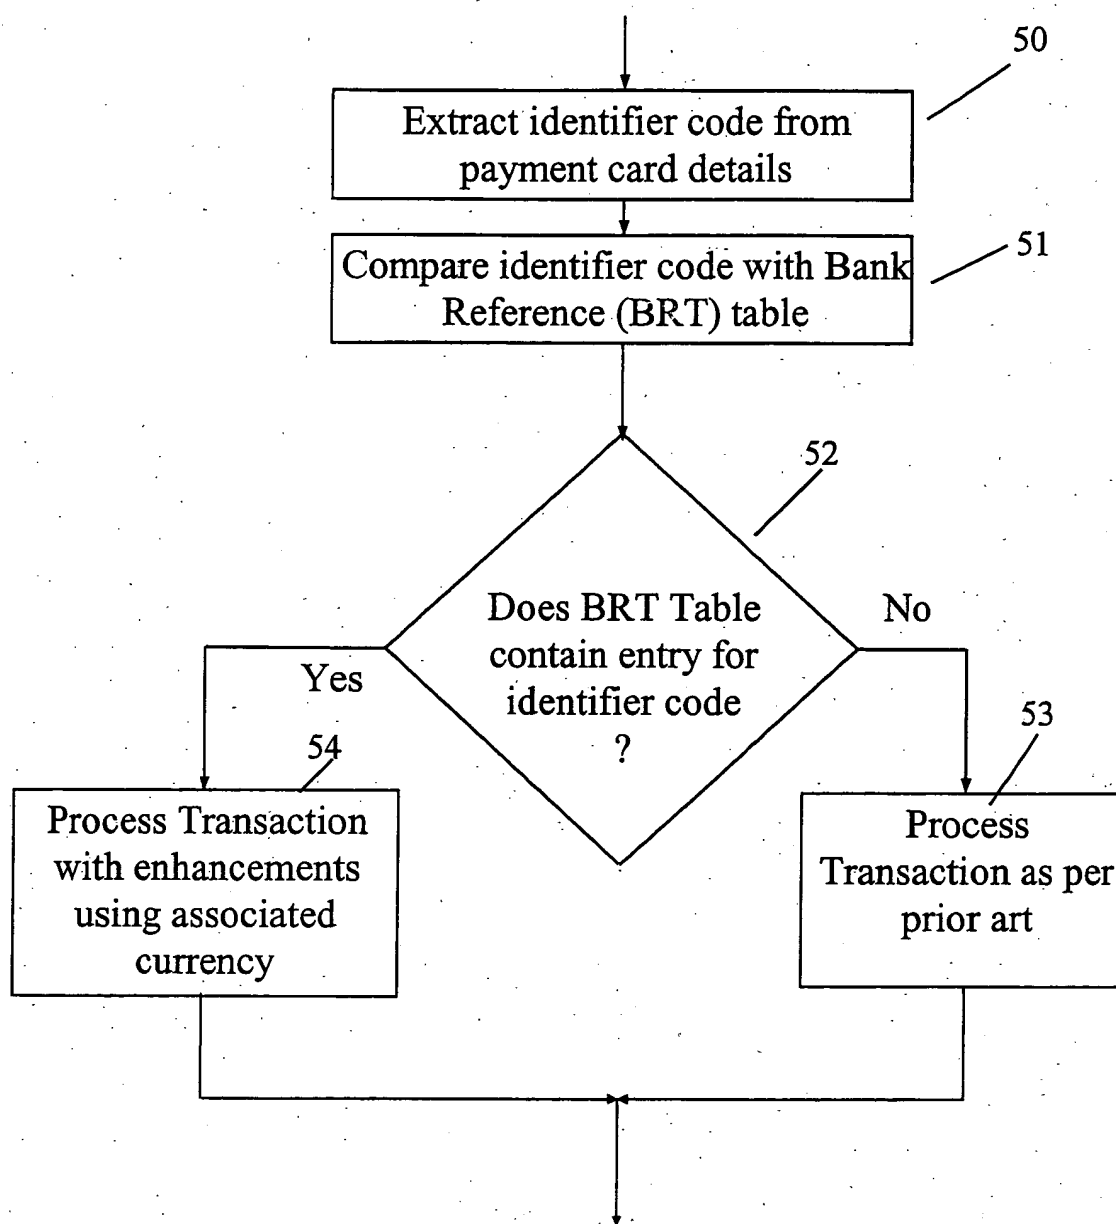 50
Extract identifier code from
payment card details
51
Compare identifier code with Bank
Reference (BRT) table
52
Does BRT Table
contain entry for
identifier code
?
No
Yes
53
54
Process Transaction
with enhancements
using associated
currency
Process
Transaction as per
prior art